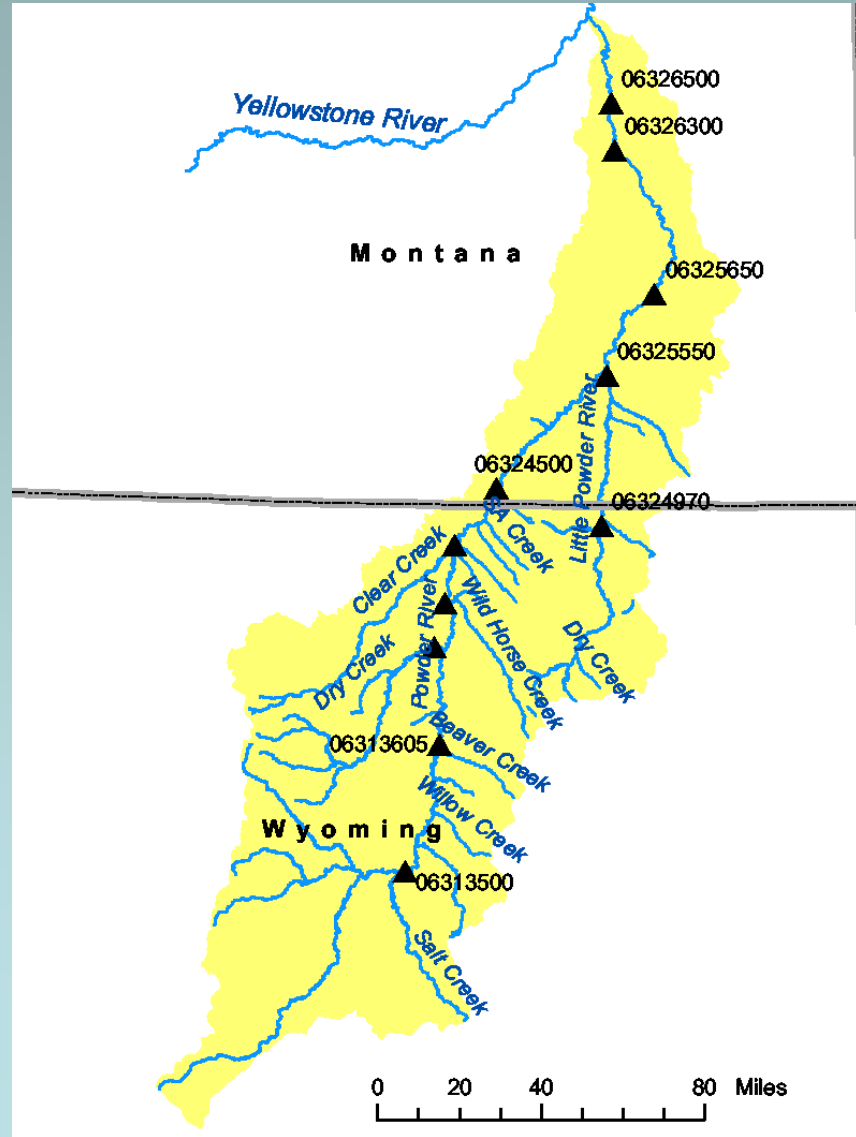 06326500
Yellowstone River
06326300
Montana
06325650
06325550
Little Powder River
06324500
06324970
SA Creek
Clear Creek
Powder River
Wild Horse Creek
Dry Creek
Dry Creek
Beaver Creek
06313605
Willow Creek
Wyoming
06313500
Salt Creek
0 20 40 80 Miles